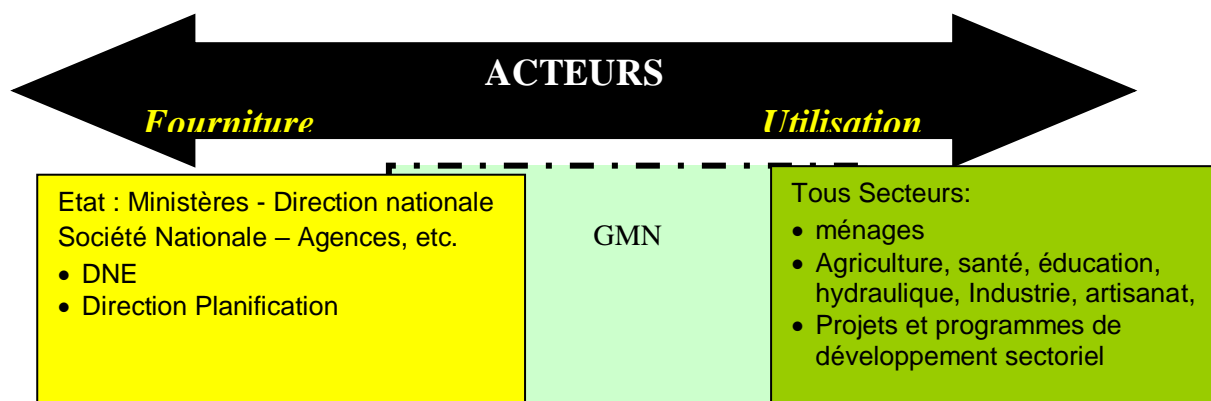 ACTEURS
Fourniture
Utilisation
Etat : Ministères - Direction nationale
Société Nationale – Agences, etc.
• DNE
• Direction Planification
GMN
Tous Secteurs:
• ménages
• Agriculture, santé, éducation,
hydraulique, Industrie, artisanat,
• Projets et programmes de
développement sectoriel